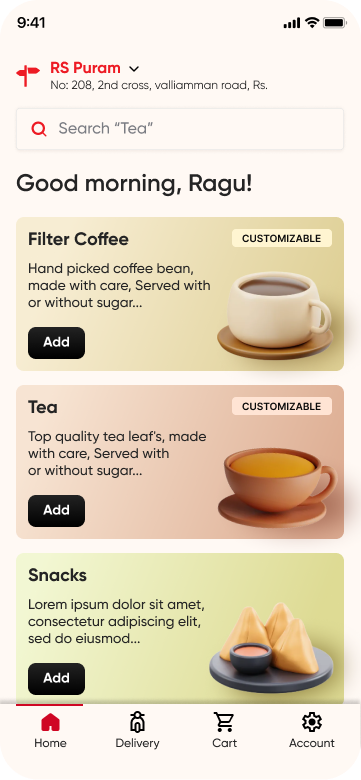 9:41
RS Puram
No: 208, 2nd cross, valliamman road, Rs.
Search “Tea”
Good morning, Ragu!
Filter Coffee
CUSTOMIZABLE
Hand picked coffee bean,
made with care, Served with
or without sugar...
Add
Tea
CUSTOMIZABLE
Top quality tea leaf's, made
with care, Served with
or without sugar...
Add
Snacks
Lorem ipsum dolor sit amet,
consectetur adipiscing elit,
sed do eiusmod...
Add
Home Delivery Cart Account